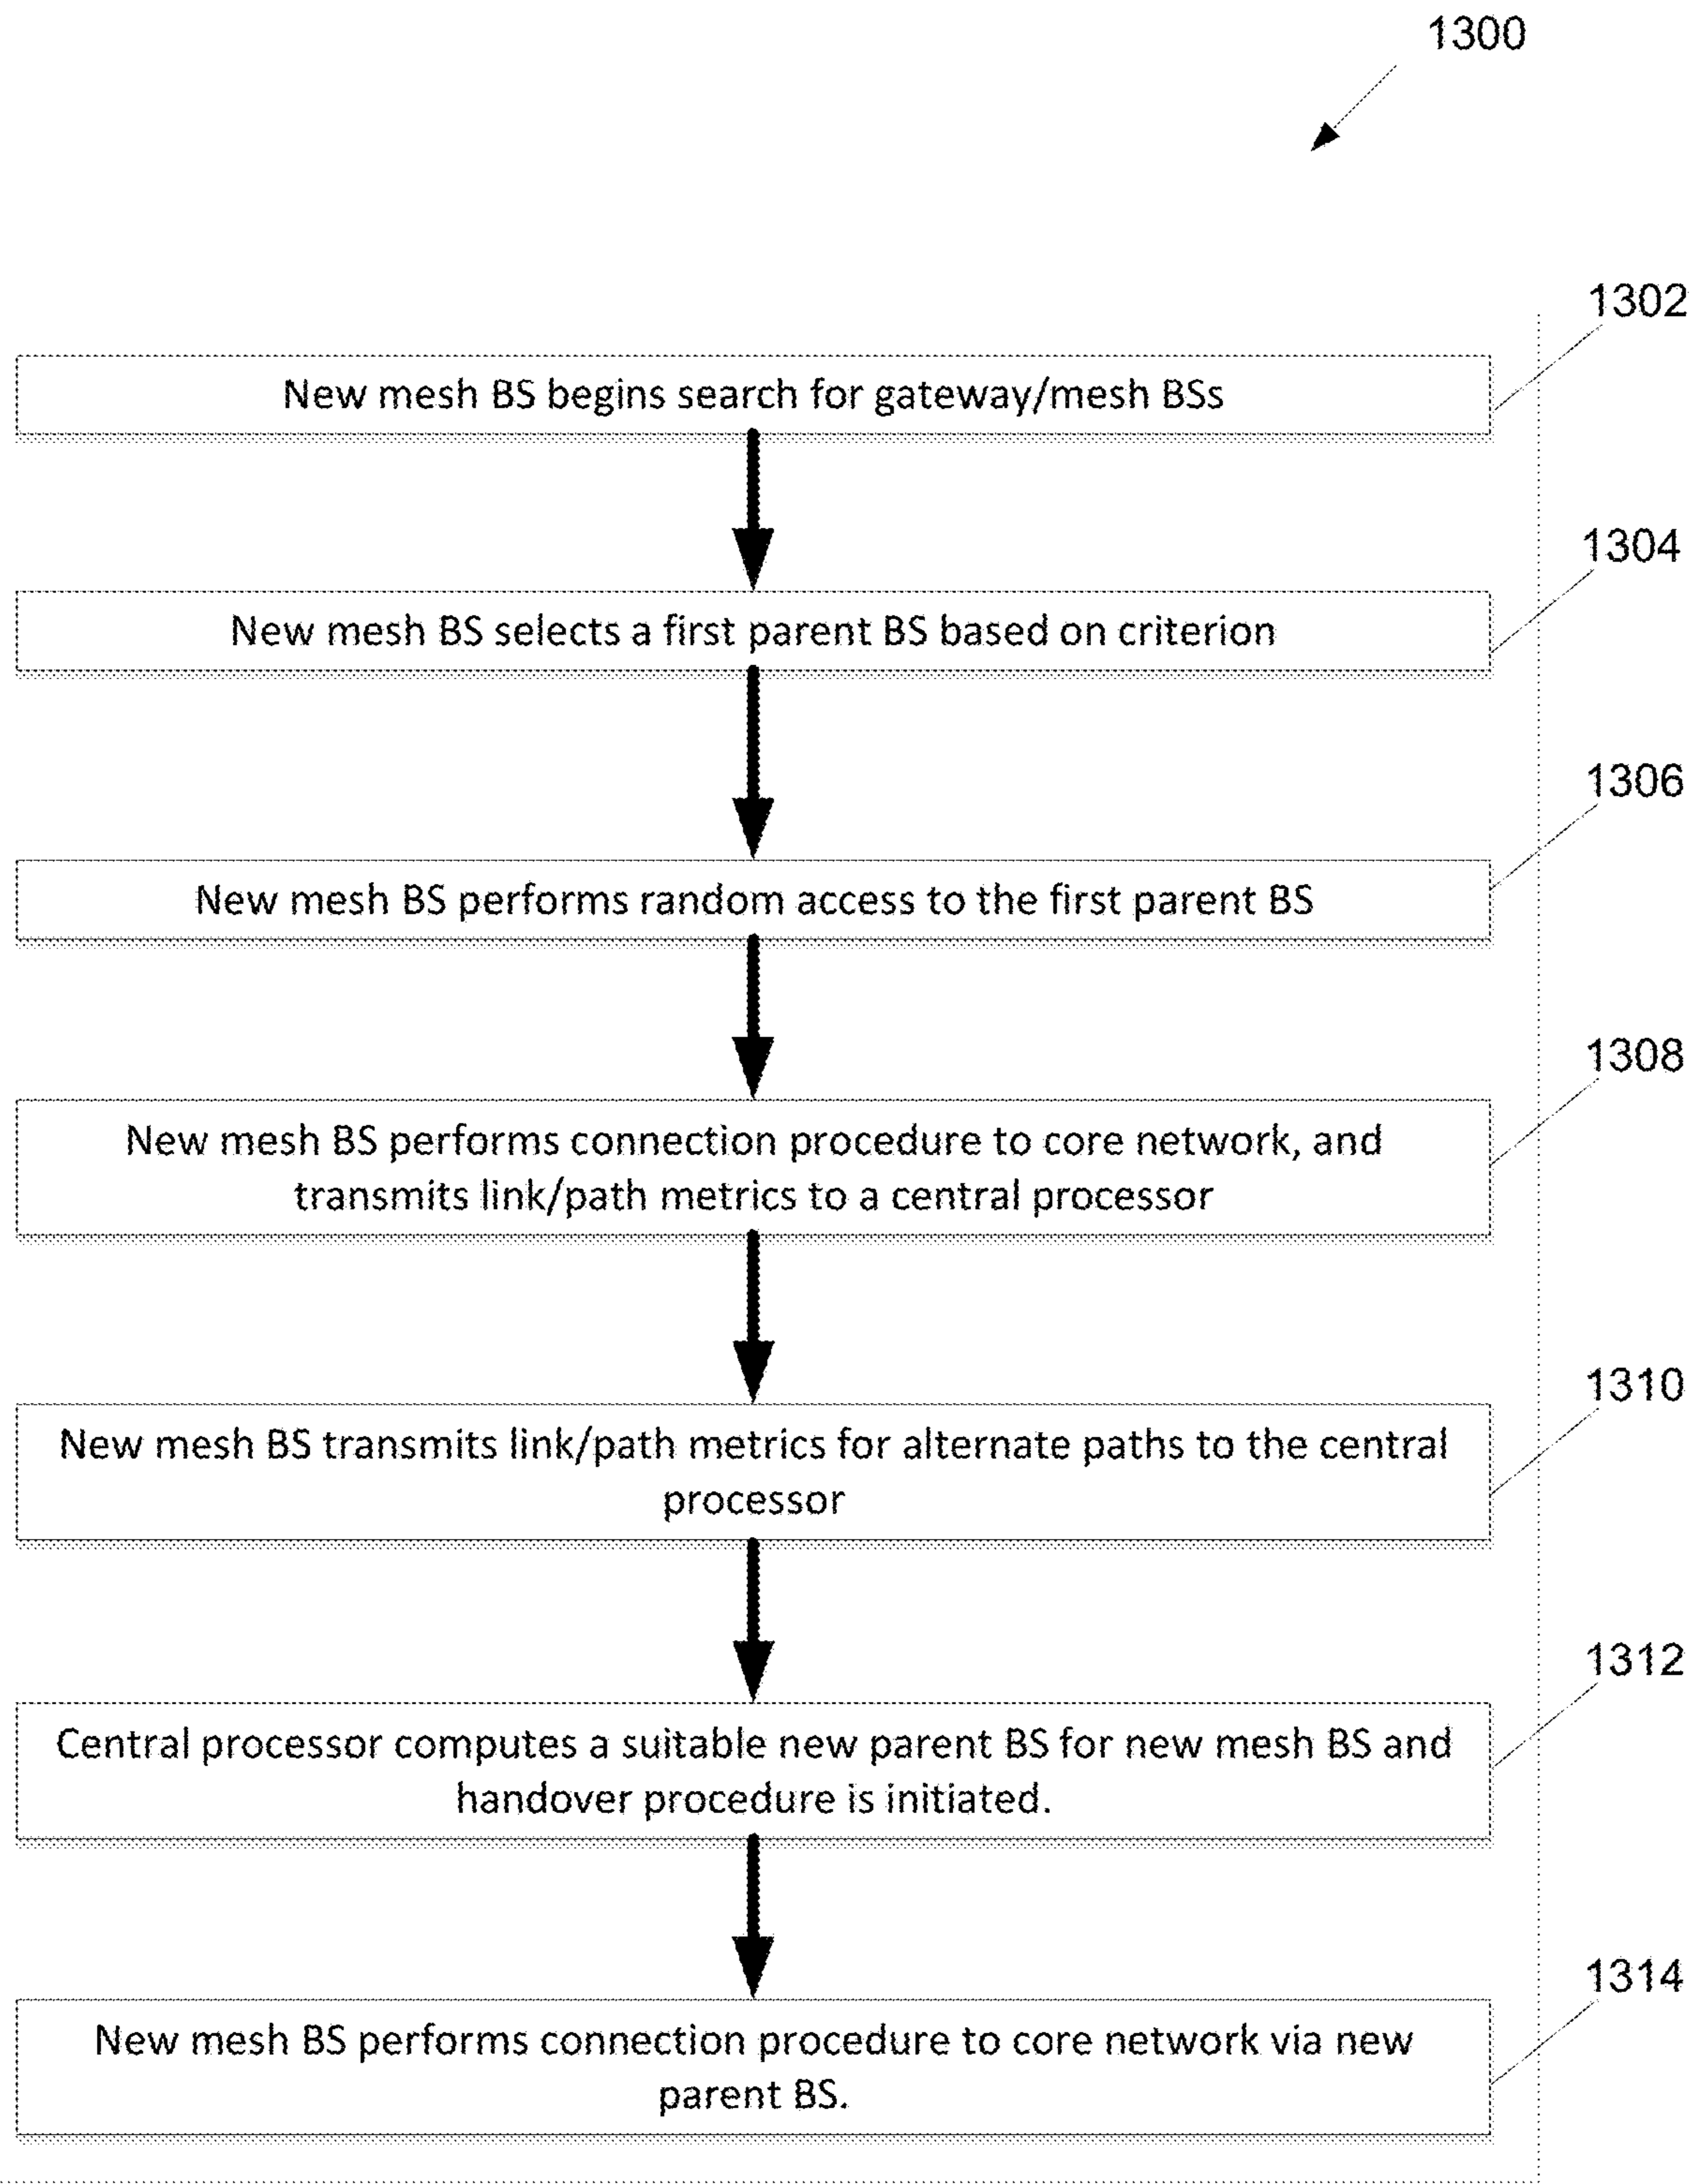 1300
1302
New mesh BS begins search for gateway/mesh BSs
1304
New mesh BS selects a first parent BS based on criterion
1306
New mesh BS performs random access to the first parent BS
1308
New mesh BS performs connection procedure to core network, and
transmits link/path metrics to a central processor
1310
New mesh BS transmits link/path metrics for alternate paths to the central
processor
1312
Central processor computes a suitable new parent BS for new mesh BS and
handover procedure is initiated.
1314
New mesh BS performs connection procedure to core network via new
parent BS.